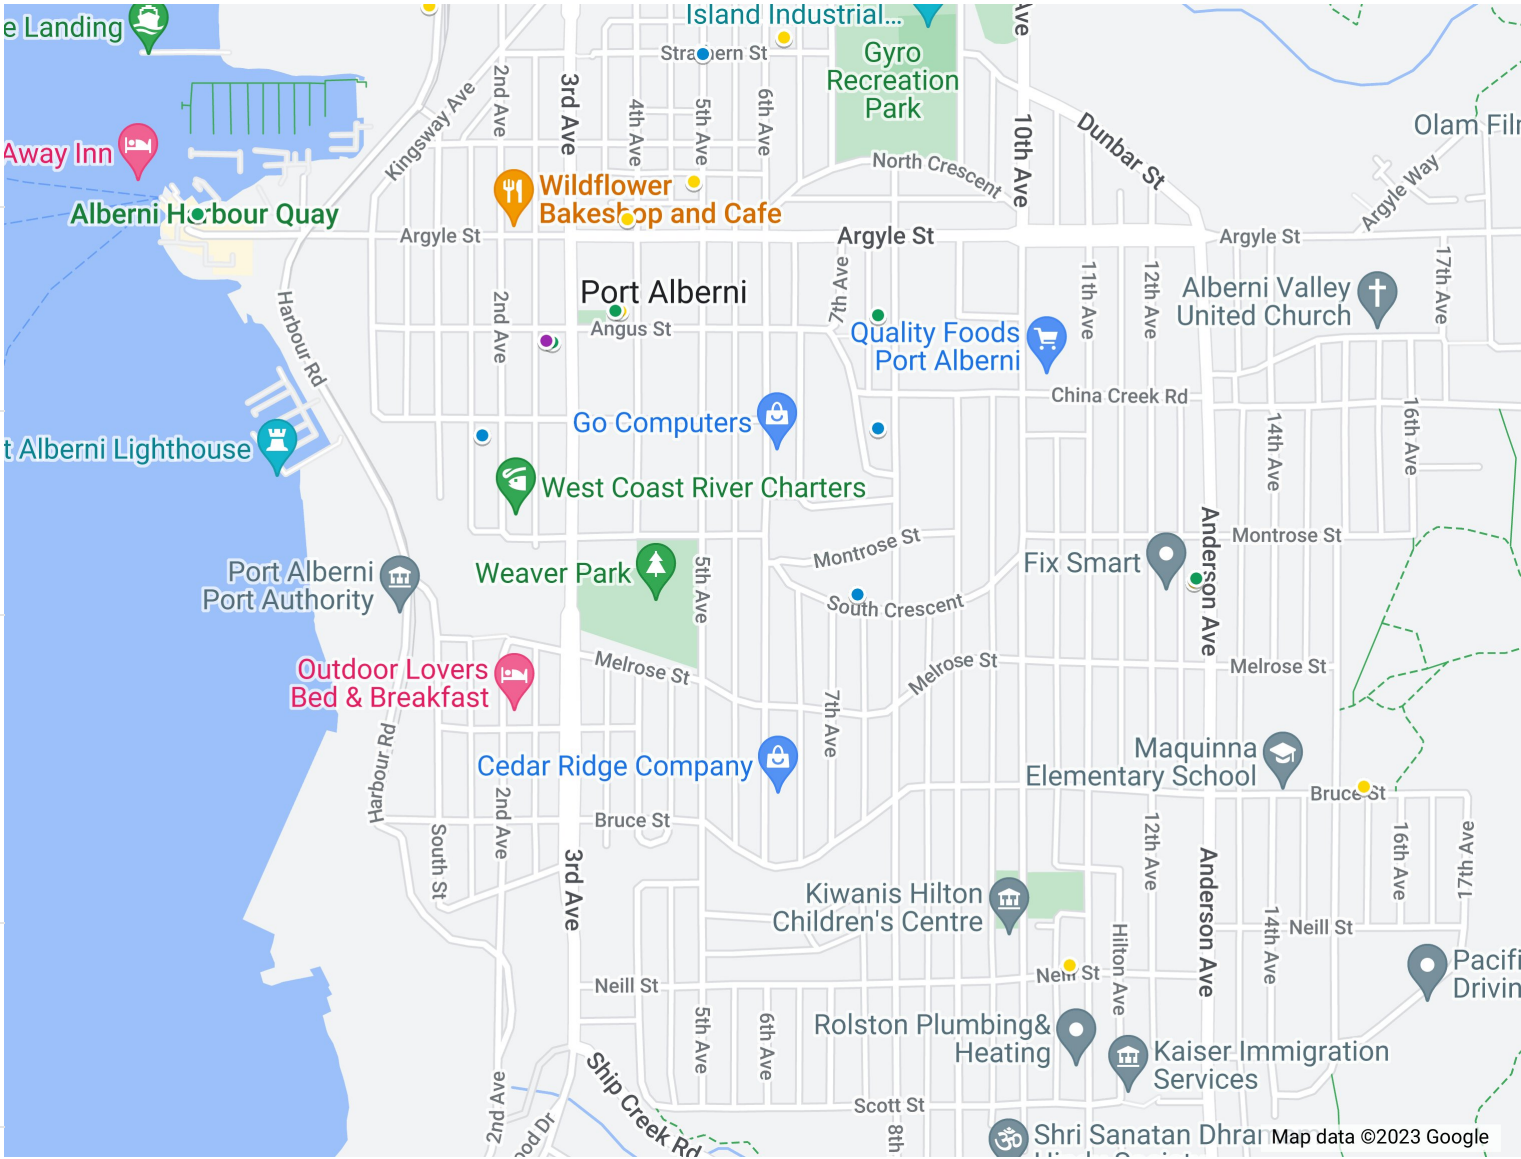 e Landing
Island Industrial...
Ave
Strathern St
Gyro
Recreation
Park
2nd Ave
3rd Ave
4th Ave
5th Ave
6th Ave
Kingsway Ave
10th Ave
Dunbar St
Olam Filr
Away Inn
North Crescent
Argyle Way
Wildflower
Bakeshop and Cafe
Alberni Harbour Quay
Argyle St
Argyle St
Argyle St
Harbour Rd
2nd Ave
Port Alberni
Angus St
7th Ave
11th Ave
12th Ave
17th Ave
Alberni Valley
United Church
Quality Foods
Port Alberni
China Creek Rd
Go Computers
14th Ave
16th Ave
t Alberni Lighthouse
West Coast River Charters
Montrose St
Anderson Ave
Montrose St
Port Alberni
Port Authority
Weaver Park
5th Ave
Fix Smart
South Crescent
Outdoor Lovers
Bed & Breakfast
Melrose St
Melrose St
Melrose St
Harbour Rd
7th Ave
Cedar Ridge Company
Maquinna
Elementary School
Bruce St
2nd Ave
Bruce St
South St
3rd Ave
12th Ave
Anderson Ave
16th Ave
17th Ave
Kiwanis Hilton
Children's Centre
Hilton Ave
14th Ave
Neill St
Neill St
Neill St
Pacifi
Drivin
5th Ave
6th Ave
Rolston Plumbing&
Heating
Kaiser Immigration
Services
2nd Ave
Ship Creek Rd
ood Dr
Scott St
8th
Shri Sanatan Dhram
Map data ©2023 Google